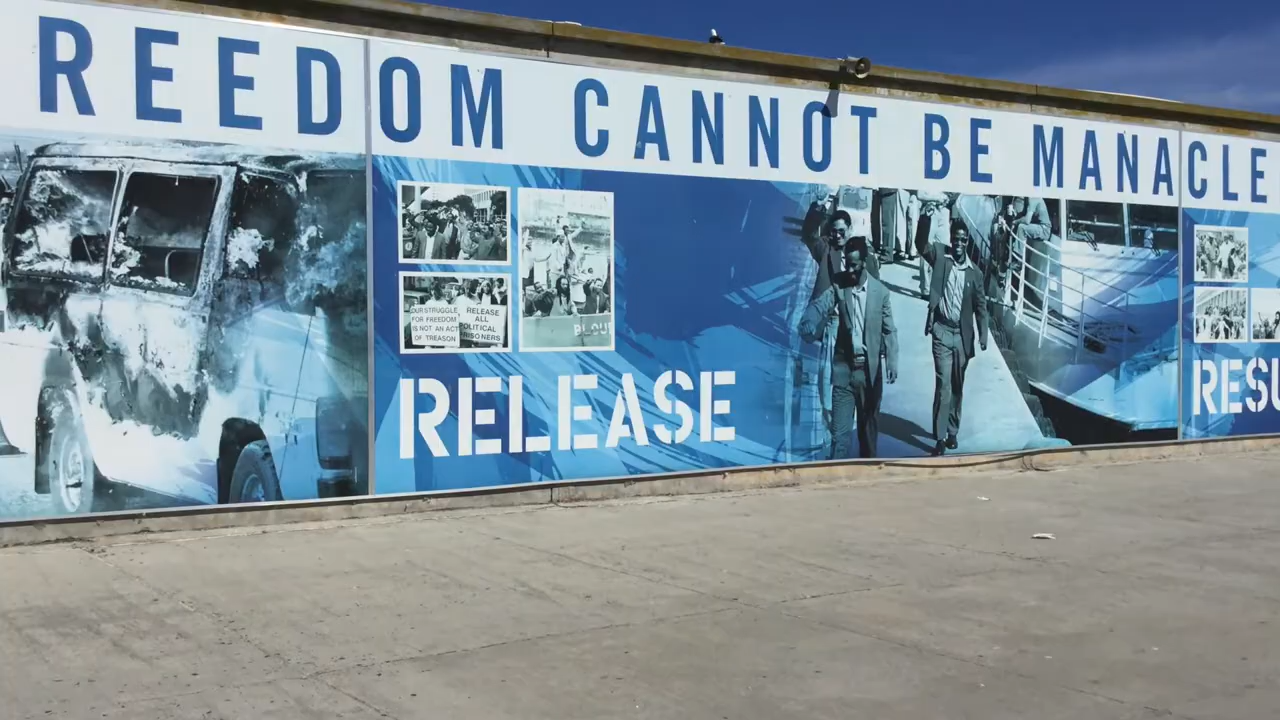 REEDOM CANNOT BE MANACLE
OUR STRUGGLE
FOR FREEDOM
IS NOT AN ACT
OF TREASON
RELEASE
ALL
POLITICAL
PRISONERS
RELEASE
RESU